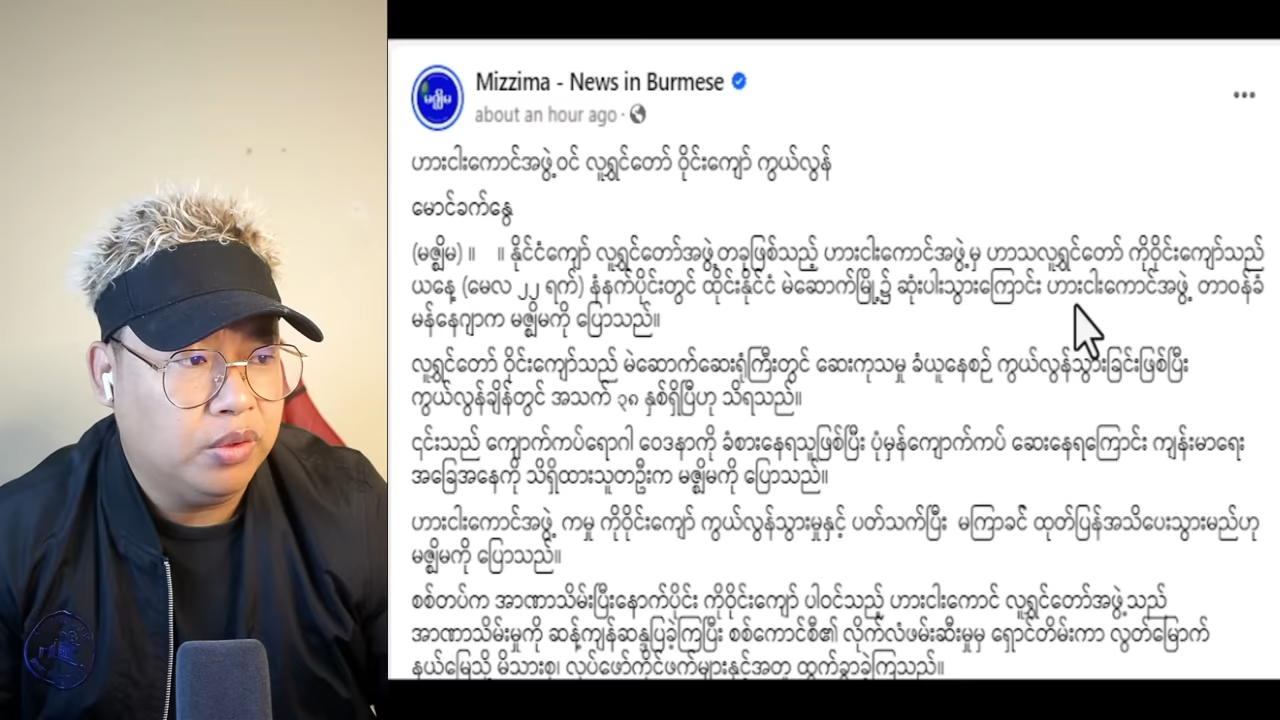 Mizzima - News in Burmese
about an hour ago ·
ဟားငါးကောင်အဖွဲ့ဝင် လူရွှင်တော် ဝိုင်းကျော် ကွယ်လွန်
မောင်ခက်နွေ
(မဇ္ဈိမ) ။ ။ နိုင်ငံကျော် လူရွှင်တော်အဖွဲ့တခုဖြစ်သည့် ဟားငါးကောင်အဖွဲ့မှ ဟာသလူရွှင်တော် ကိုဝိုင်းကျော်သည်
ယနေ့ (မေလ ၂၂ ရက်) နံနက်ပိုင်းတွင် ထိုင်းနိုင်ငံ မဲဆောက်မြို့၌ ဆုံးပါးသွားကြောင်း ဟားငါးကောင်အဖွဲ့ တာဝန်ခံ
မန်နေဂျာက မဇ္ဈိမကို ပြောသည်။
လူရွှင်တော် ဝိုင်းကျော်သည် မဲဆောက်ဆေးရုံကြီးတွင် ဆေးကုသမှု ခံယူနေစဉ် ကွယ်လွန်သွားခြင်းဖြစ်ပြီး
ကွယ်လွန်ချိန်တွင် အသက် ၃၈ နှစ်ရှိပြီဟု သိရသည်။
၎င်းသည် ကျောက်ကပ်ရောဂါ ဝေဒနာကို ခံစားနေရသူဖြစ်ပြီး ပုံမှန်ကျောက်ကပ် ဆေးနေရကြောင်း ကျန်းမာရေး
အခြေအနေကို သိရှိထားသူတဦးက မဇ္ဈိမကို ပြောသည်။
ဟားငါးကောင်အဖွဲ့ ကမူ ကိုဝိုင်းကျော် ကွယ်လွန်သွားမှုနှင့် ပတ်သက်ပြီး မကြာခင် ထုတ်ပြန်အသိပေးသွားမည်ဟု
မဇ္ဈိမကို ပြောသည်။
စစ်တပ်က အာဏာသိမ်းပြီးနောက်ပိုင်း ကိုဝိုင်းကျော် ပါဝင်သည့် ဟားငါးကောင် လူရွှင်တော်အဖွဲ့သည်
အာဏာသိမ်းမှုကို ဆန့်ကျန်ဆန္ဒပြခဲ့ကြပြီး စစ်ကောင်စီ၏ လိုက်လံဖမ်းဆီးမှုမှ ရှောင်တိမ်းကာ လွတ်မြောက်
နယ်မြေသို့ မိသားစု၊ လုပ်ဖော်ကိုင်ဖက်များနှင့်အတူ ထွက်ခွာခဲ့ကြသည်။